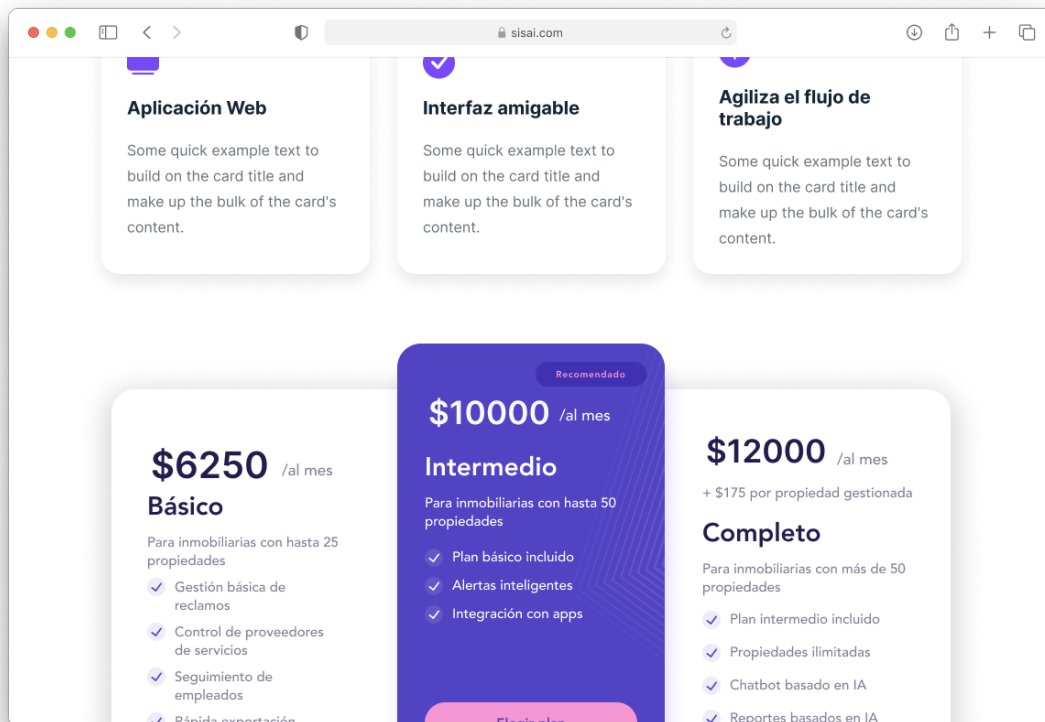 sisai.com
Aplicación Web
Some quick example text to
build on the card title and
make up the bulk of the card's
content.
Interfaz amigable
Some quick example text to
build on the card title and
make up the bulk of the card's
content.
Agiliza el flujo de
trabajo
Some quick example text to
build on the card title and
make up the bulk of the card's
content.
$6250 /al mes
Básico
Para inmobiliarias con hasta 25
propiedades
Gestión básica de
reclamos
Control de proveedores
de servicios
Seguimiento de
empleados
Rápida exportación
Recomendado
$10000 /al mes
Intermedio
Para inmobiliarias con hasta 50
propiedades
Plan básico incluido
Alertas inteligentes
Integración con apps
Elegir plan
$12000 /al mes
+ $175 por propiedad gestionada
Completo
Para inmobiliarias con más de 50
propiedades
Plan intermedio incluido
Propiedades ilimitadas
Chatbot basado en IA
Reportes basados en IA